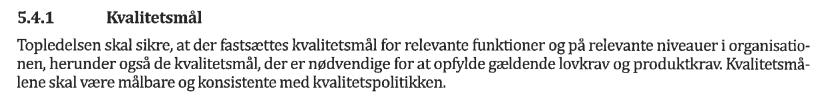 5.4.1 Kvalitetsmål
Topledelsen skal sikre, at der fastsættes kvalitetsmål for relevante funktioner og på relevante niveauer i organisatio-
nen, herunder også de kvalitetsmål, der er nødvendige for at opfylde gældende lovkrav og produktkrav. Kvalitetsmå-
lene skal være målbare og konsistente med kvalitetspolitikken.